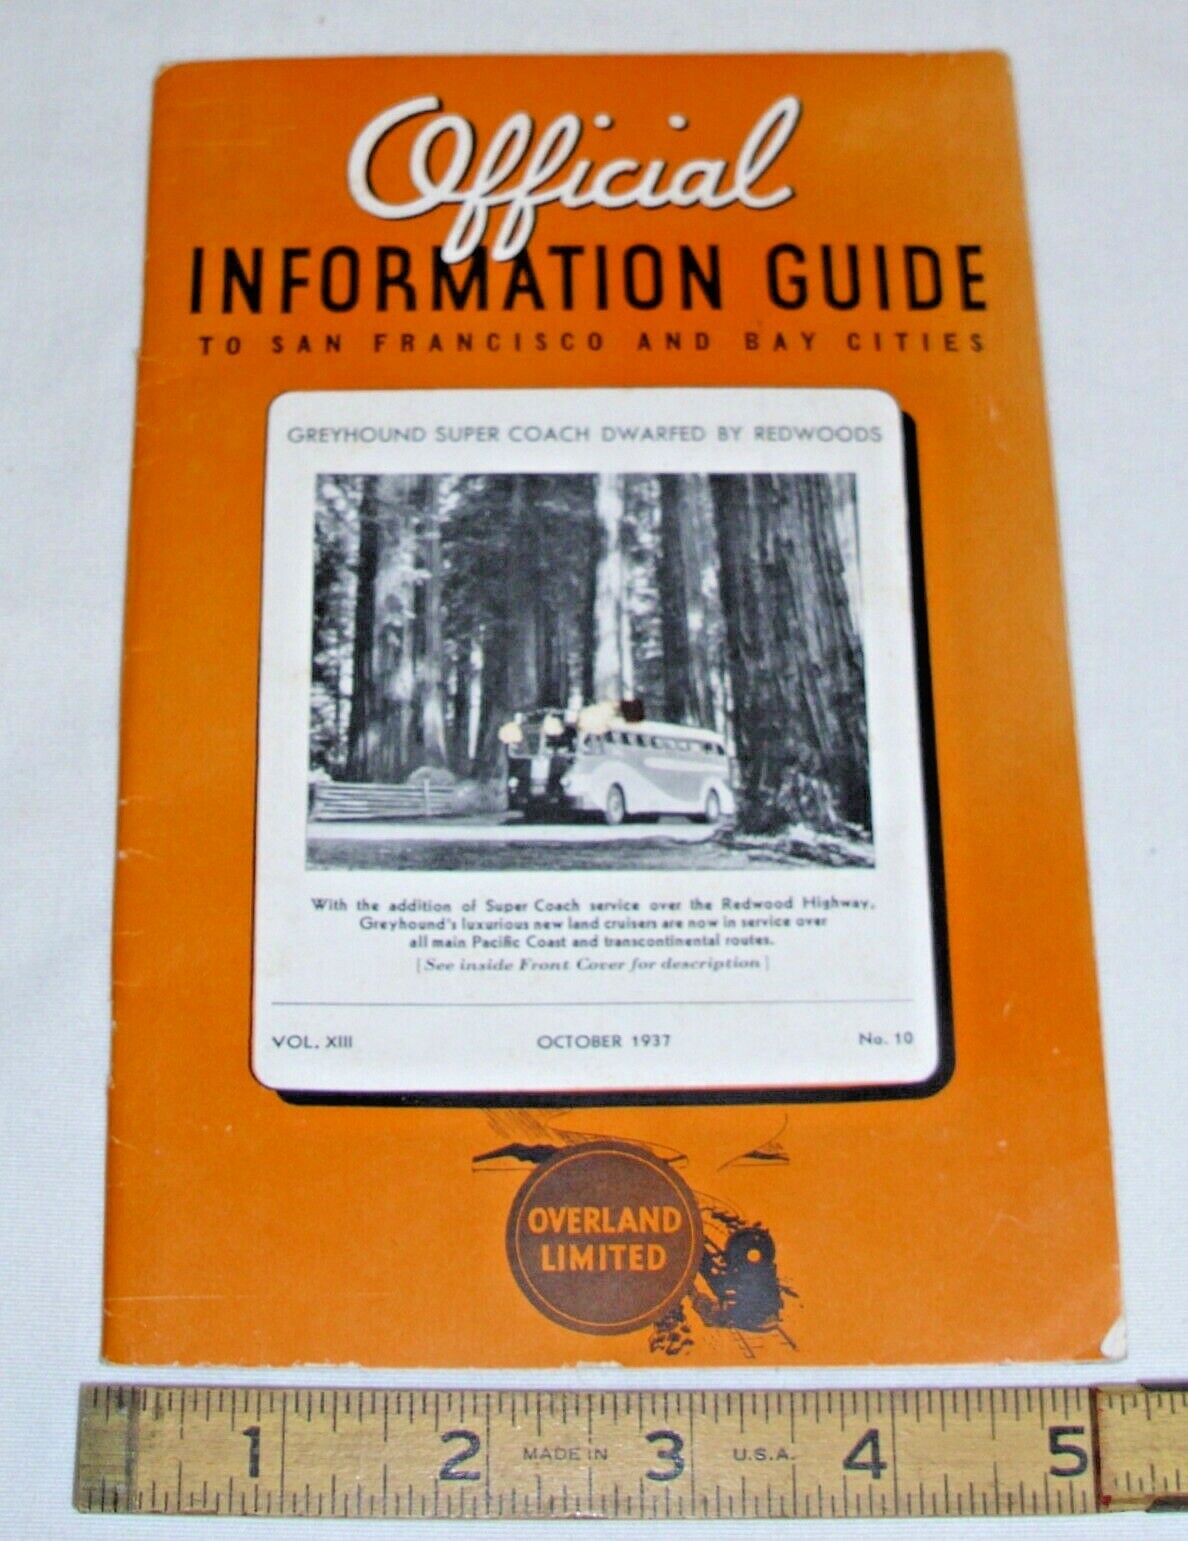 Official
INFORMATION GUIDE
TO SAN FRANCISCO AND BAY CITIES
GREYHOUND SUPER COACH DWARFED BY REDWOODS
With the addition of Super Coach service over the Redwood Highway,
Greyhound's luxurious new land cruisers are now in service over
all main Pacific Coast and transcontinental routes.
[See inside Front Cover for description]
VOL. XIII OCTOBER 1937 No. 10
OVERLAND
LIMITED
1 2 MADE IN 3 U.S.A. 4 5